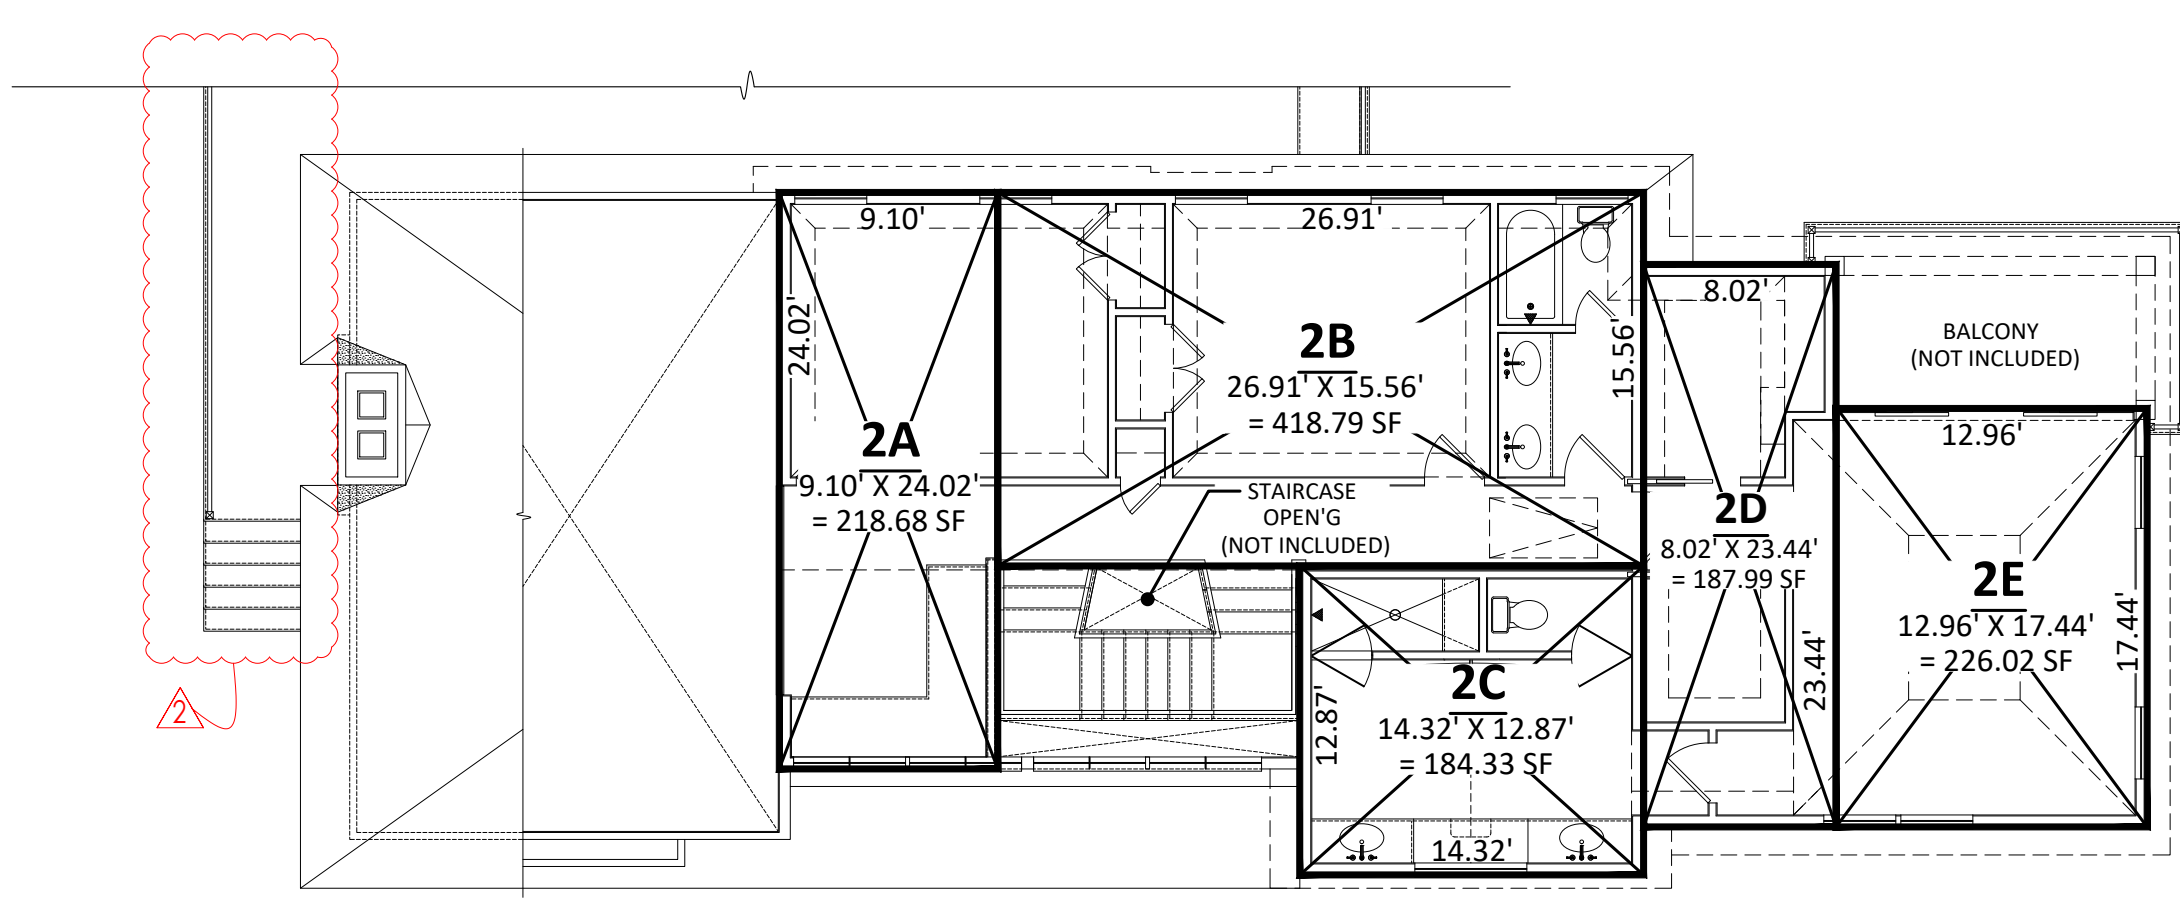 9.10'
24.02'
2A
9.10' X 24.02'
= 218.68 SF
26.91'
15.56'
2B
26.91' X 15.56'
= 418.79 SF
STAIRCASE
OPEN'G
(NOT INCLUDED)
8.02'
2D
8.02' X 23.44'
= 187.99 SF
23.44'
BALCONY
(NOT INCLUDED)
12.96'
2E
12.96' X 17.44'
= 226.02 SF
17.44'
2C
14.32' X 12.87'
= 184.33 SF
12.87'
14.32'
2